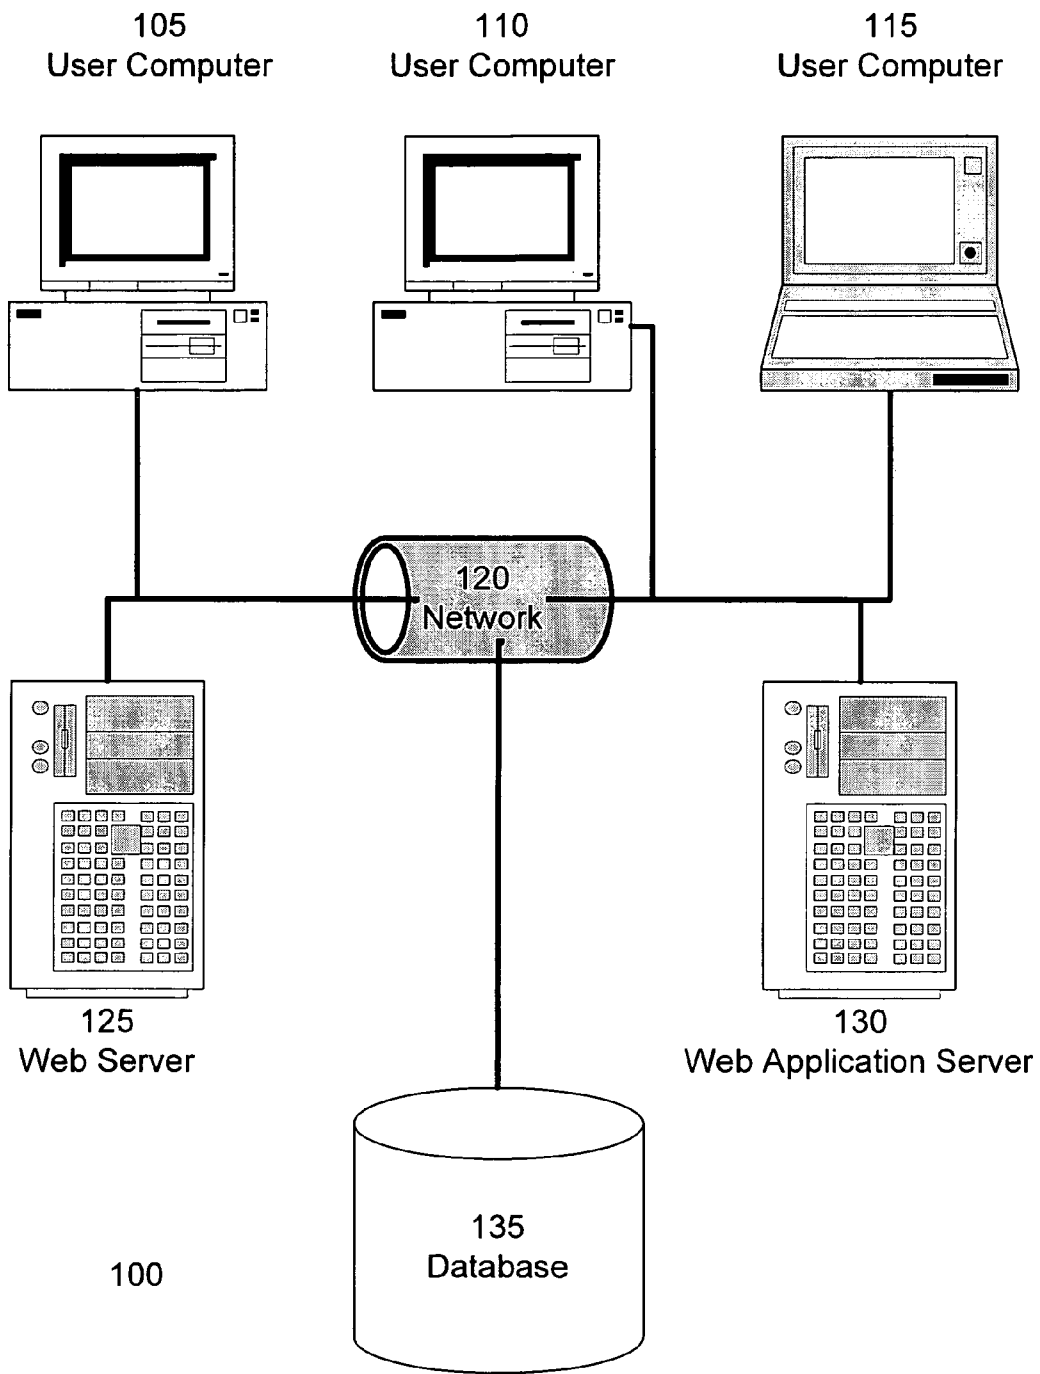 105
User Computer
110
User Computer
115
User Computer
120
Network
125
Web Server
130
Web Application Server
135
Database
100